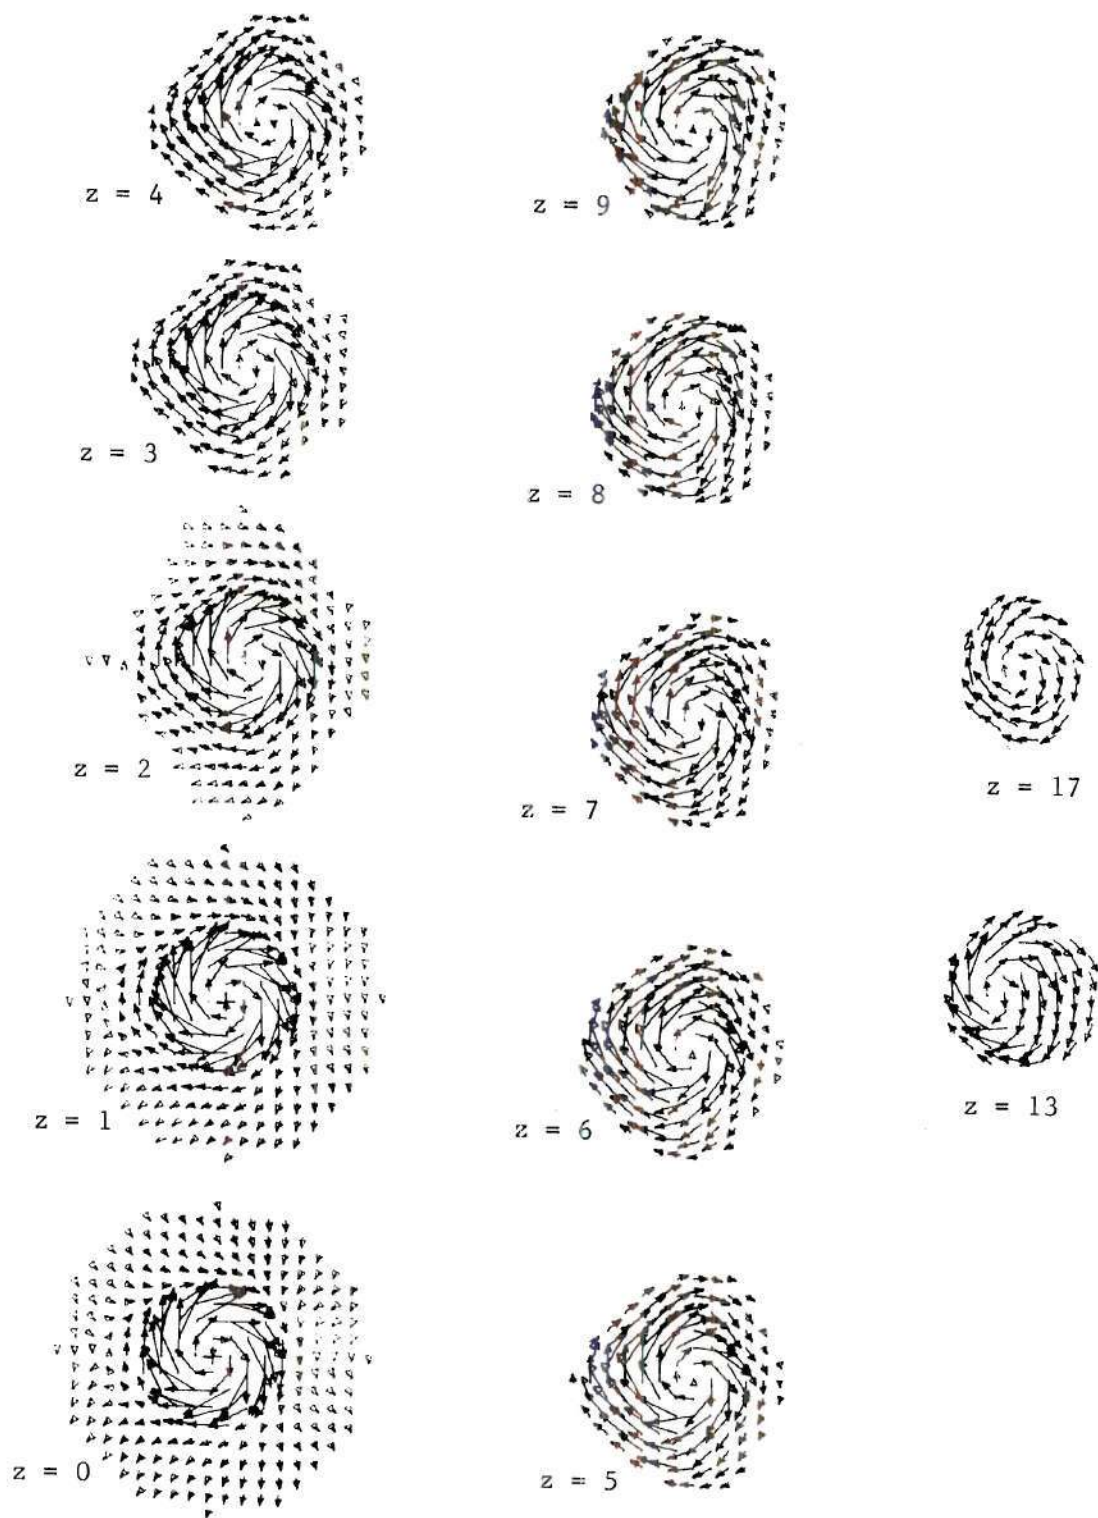 z = 4
z = 9
z = 3
z = 8
z = 2
z = 7
z = 17
z = 1
z = 6
z = 13
z = 0
z = 5